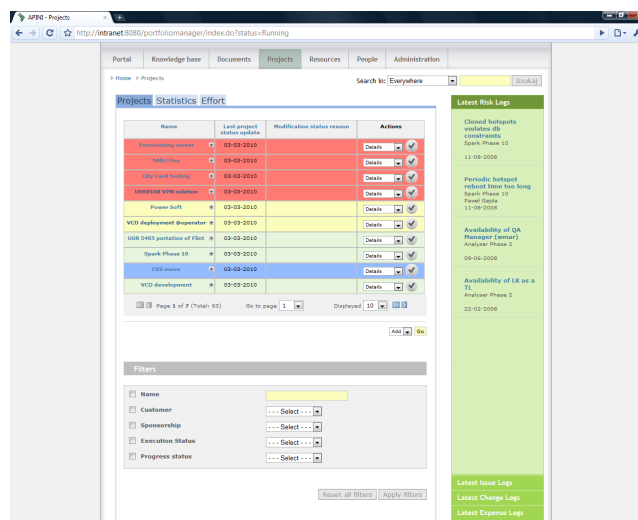 APINI - Projects
http://intranet:8080/portfoliomanager/index.do?status=Running
Portal Knowledge base Documents Projects Resources People Administration
Home Projects
Search in: Everywhere Szukaj
Projects Statistics Effort
Name Last project status update Modification status reason Actions
Provisioning server 03-03-2010 Details
RMS/One 03-03-2010 Details
City Card Testing 03-03-2010 Details
USR8108 VPN solution 03-03-2010 Details
Power Soft 03-03-2010 Details
VCD deployment @operator 03-03-2010 Details
USR 5465 portation of Flint 03-03-2010 Details
Spark Phase 10 03-03-2010 Details
CVS move 03-03-2010 Details
VCD development 03-03-2010 Details
Page 1 of 7 (Total: 63) Go to page 1 Displayed 10
Add Go
Filters
Name
Customer - - - Select - - -
Sponsorship - - - Select - - -
Execution Status - - - Select - - -
Progress status - - - Select - - -
Reset all filters Apply filters
Latest Risk Logs
Cloned hotspots
violates db
constraints
Spark Phase 10
11-08-2008
Periodic hotspot
reboot time too long
Spark Phase 10
Paweł Gajda
11-08-2008
Availability of QA
Manager (wmar)
Analyser Phase 2
09-06-2008
Availability of LR as a
TL
Analyser Phase 2
22-02-2008
Latest Issue Logs
Latest Change Logs
Latest Expense Logs